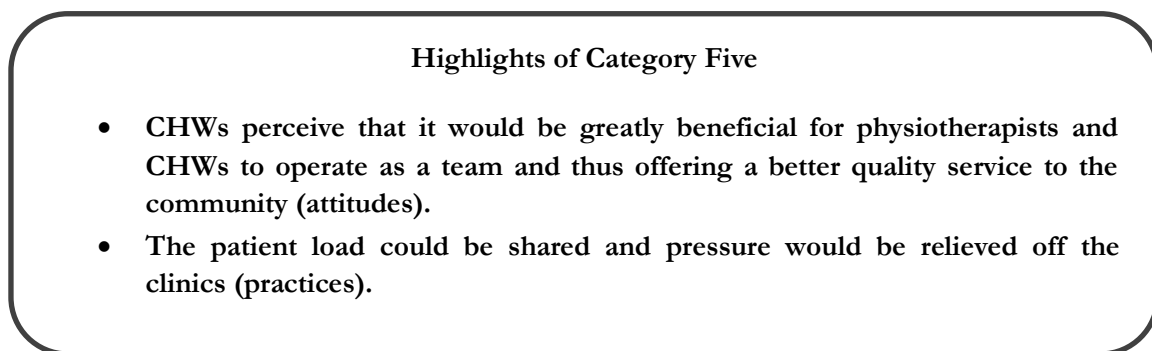 Highlights of Category Five
• CHWs perceive that it would be greatly beneficial for physiotherapists and
CHWs to operate as a team and thus offering a better quality service to the
community (attitudes).
• The patient load could be shared and pressure would be relieved off the
clinics (practices).